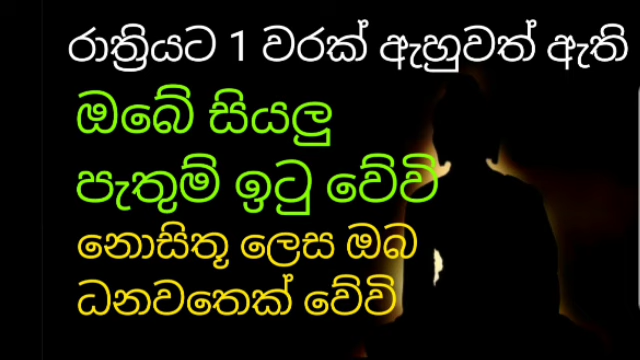 රාත්‍රියට 1 වරක් ඇහුවත් ඇති
ඔබේ සියලු
පැතුම් ඉටු වේවි
නොසිතූ ලෙස ඔබ
ධනවතෙක් වේවි